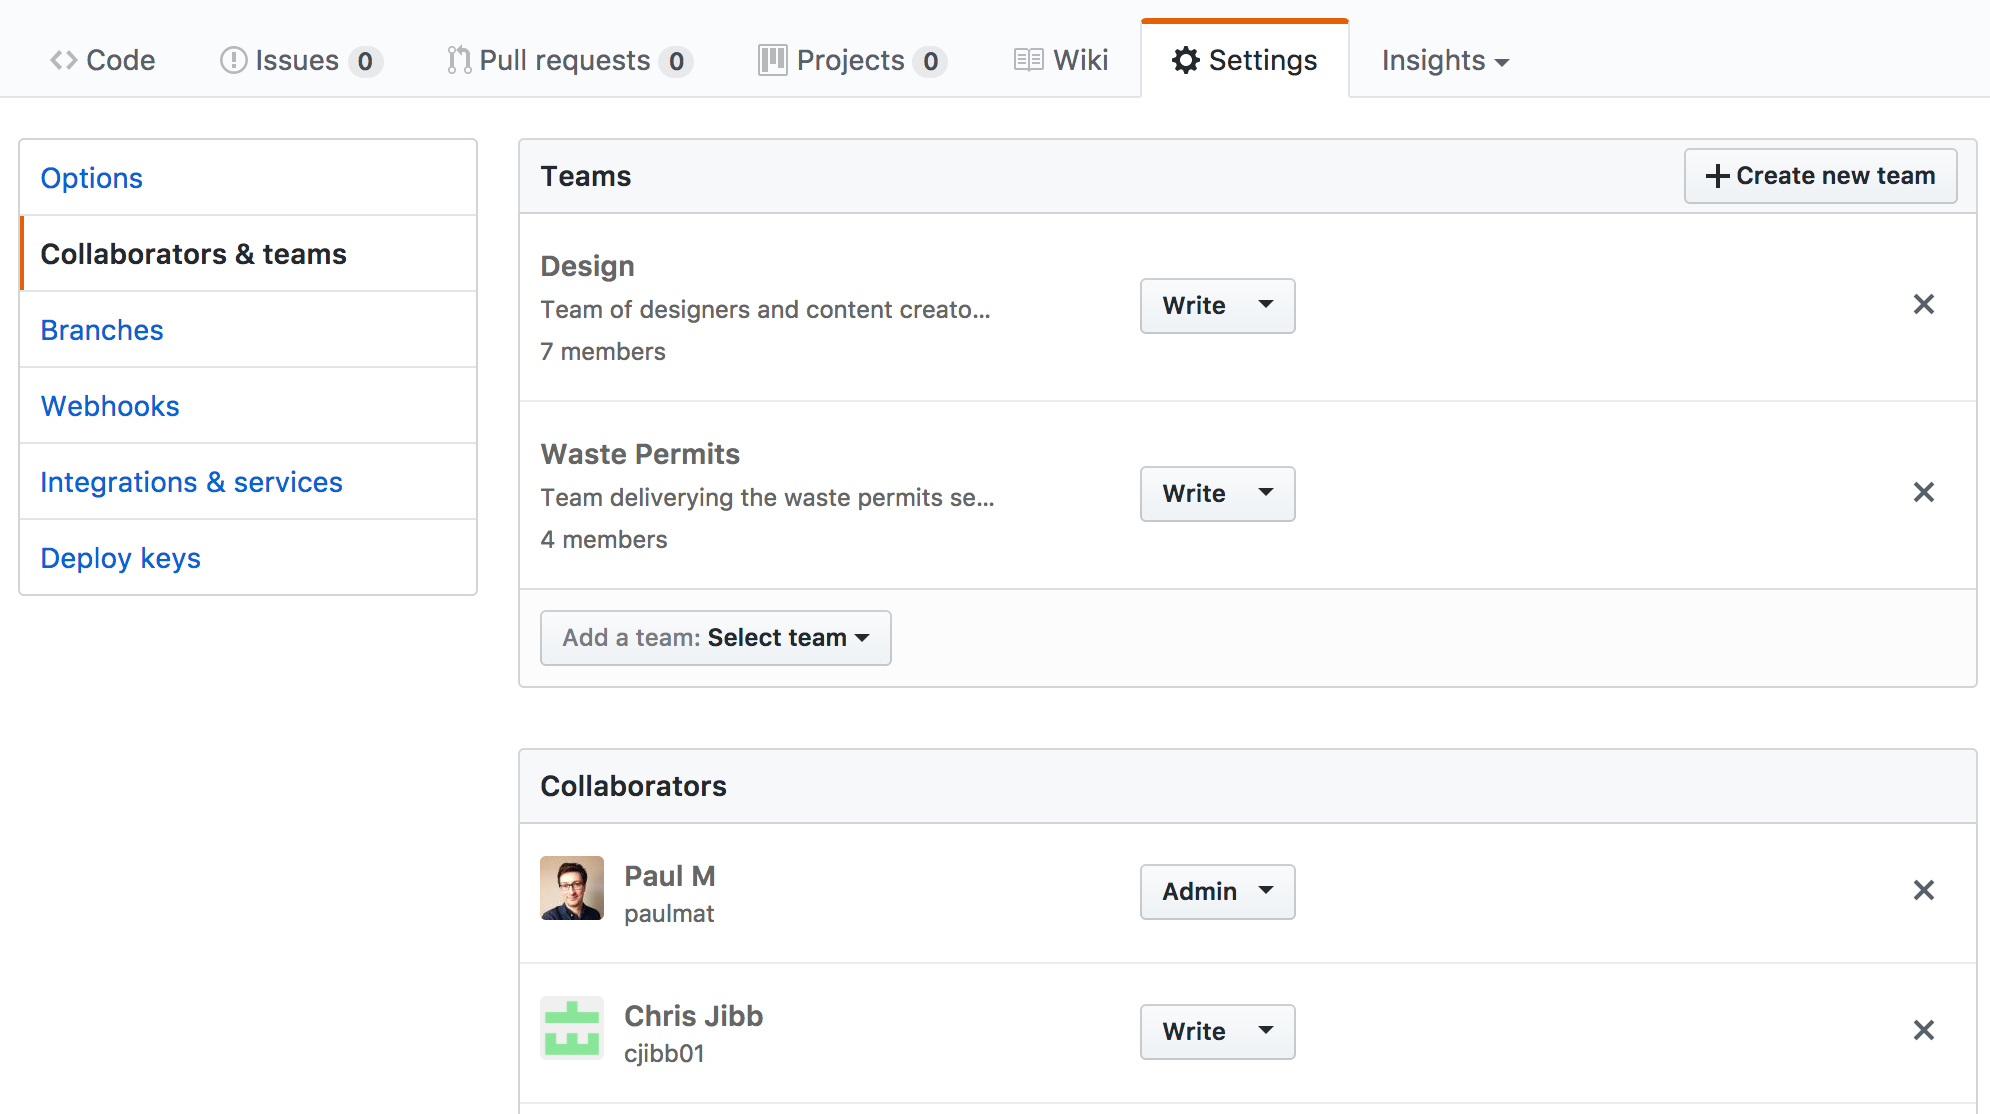 Code
Issues 0
Pull requests 0
Projects 0
Wiki
Settings
Insights
Options
Collaborators & teams
Branches
Webhooks
Integrations & services
Deploy keys
Teams
Create new team
Design
Team of designers and content creato...
7 members
Write
Waste Permits
Team deliverying the waste permits se...
4 members
Write
Add a team: Select team
Collaborators
Paul M
paulmat
Admin
Chris Jibb
cjibb01
Write